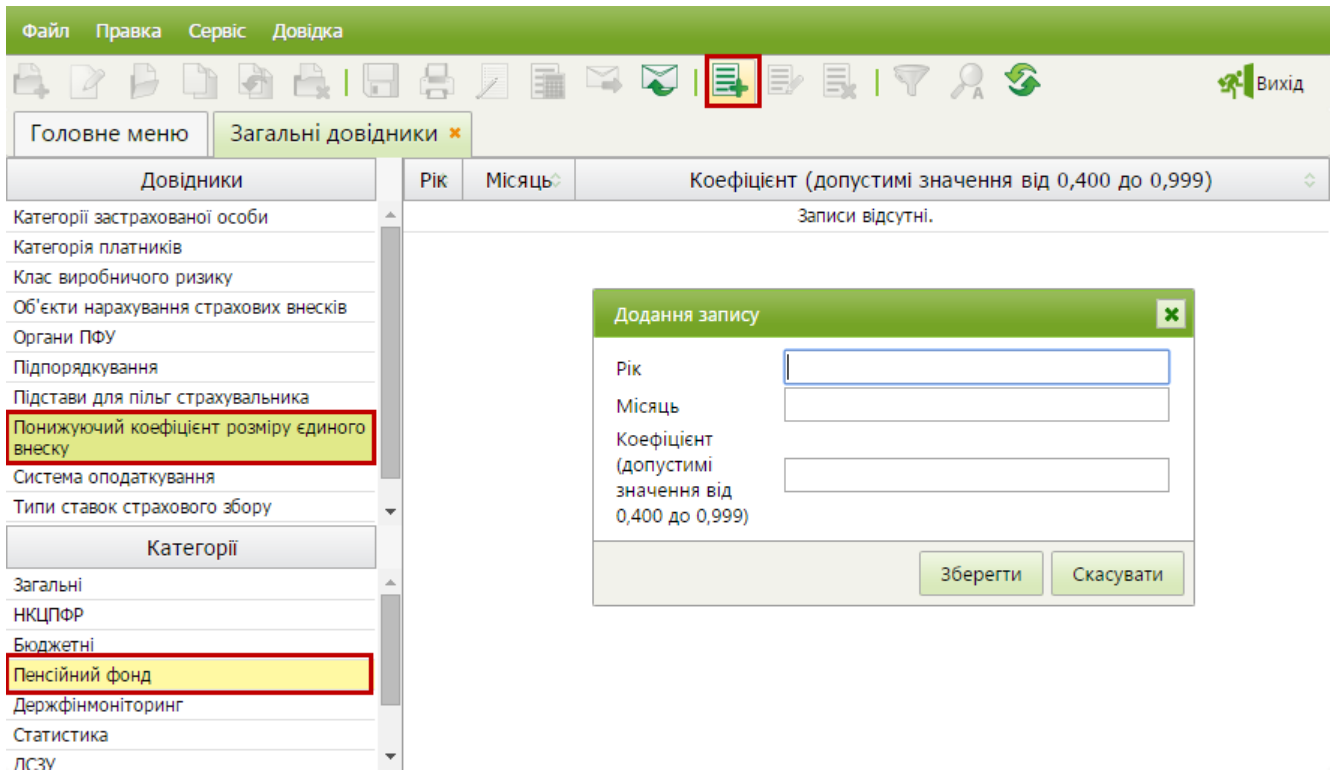 Файл Правка Сервіс Довідка
Вихід
Головне меню Загальні довідники
Довідники
Категорії застрахованої особи
Категорія платників
Клас виробничого ризику
Об'єкти нарахування страхових внесків
Органи ПФУ
Підпорядкування
Підстави для пільг страхувальника
Понижуючий коефіцієнт розміру єдиного
внеску
Система оподаткування
Типи ставок страхового збору
Категорії
Загальні
НКЦПФР
Бюджетні
Пенсійний фонд
Держфінмоніторинг
Статистика
Рік Місяць Коефіцієнт (допустимі значення від 0,400 до 0,999)
Записи відсутні.
Додання запису
Рік
Місяць
Коефіцієнт
(допустимі
значення від
0,400 до 0,999)
Зберегти Скасувати